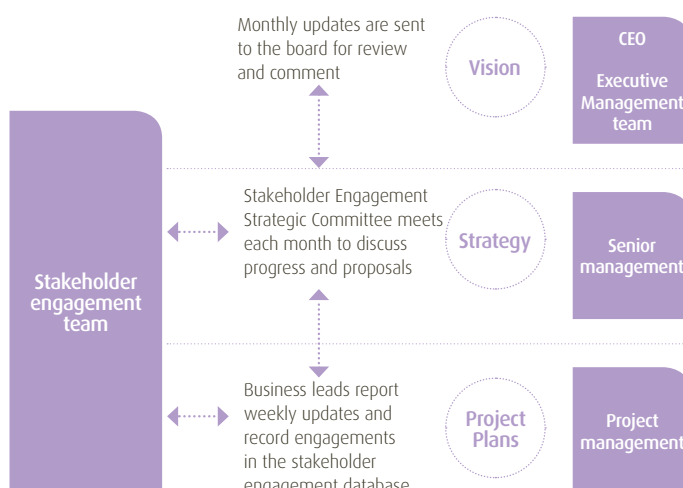 Monthly updates are sent
to the board for review
and comment
Vision
CEO
Executive
Management
team
Stakeholder
engagement
team
Stakeholder Engagement
Strategic Committee meets
each month to discuss
progress and proposals
Strategy
Senior
management
Business leads report
weekly updates and
record engagements
in the stakeholder
engagement database
Project
Plans
Project
management